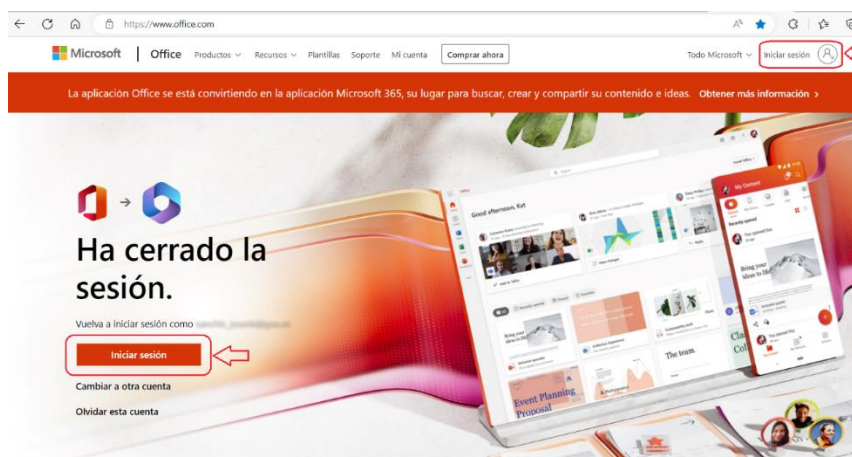 https://www.office.com
Microsoft Office Productos Recursos Plantillas Soporte Mi cuenta Comprar ahora Todo Microsoft Iniciar sesión
La aplicación Office se está convirtiendo en la aplicación Microsoft 365, su lugar para buscar, crear y compartir su contenido e ideas. Obtener más información >
Ha cerrado la
sesión.
Vuelva a iniciar sesión como
Iniciar sesión
Cambiar a otra cuenta
Olvidar esta cuenta
Good afternoon, Kat
My Content
Recently opened
Bring your
ideas to life
The team.
Event Planning
Proposal